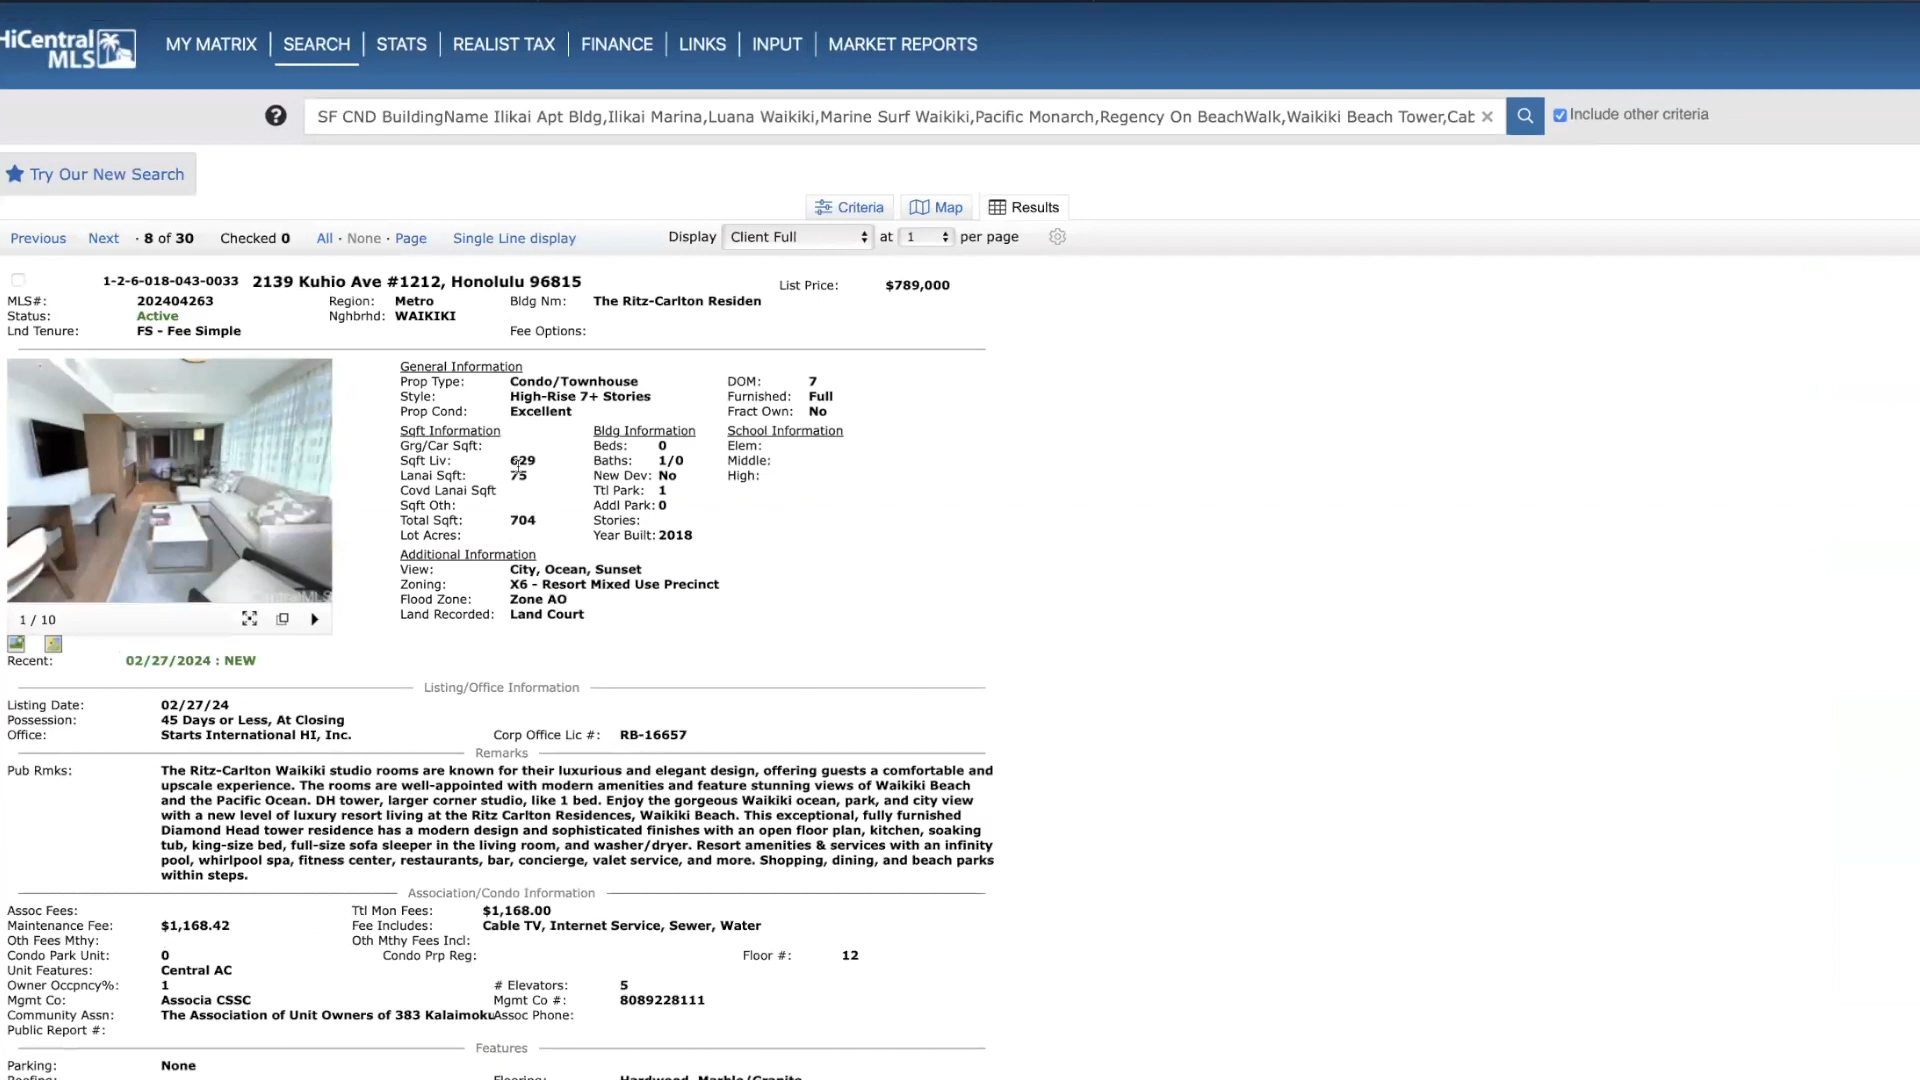 HiCentral MLS
MY MATRIX SEARCH STATS REALIST TAX FINANCE LINKS INPUT MARKET REPORTS
? SF CND BuildingName Ilikai Apt Bldg,Ilikai Marina,Luana Waikiki,Marine Surf Waikiki,Pacific Monarch,Regency On BeachWalk,Waikiki Beach Tower,Cab Include other criteria
Try Our New Search
Criteria Map Results
Previous Next · 8 of 30 Checked 0 All · None · Page Single Line display Display Client Full at 1 per page
1-2-6-018-043-0033 2139 Kuhio Ave #1212, Honolulu 96815 List Price: $789,000
MLS#: 202404263 Region: Metro Bldg Nm: The Ritz-Carlton Residen
Status: Active Nghbrhd: WAIKIKI
Lnd Tenure: FS - Fee Simple Fee Options:
General Information
Prop Type: Condo/Townhouse DOM: 7
Style: High-Rise 7+ Stories Furnished: Full
Prop Cond: Excellent Fract Own: No
Sqft Information Bldg Information School Information
Grg/Car Sqft: Beds: 0 Elem:
Sqft Liv: 629 Baths: 1/0 Middle:
Lanai Sqft: 75 New Dev: No High:
Covd Lanai Sqft Ttl Park: 1
Sqft Oth: Addl Park: 0
Total Sqft: 704 Stories:
Lot Acres: Year Built: 2018
Additional Information
View: City, Ocean, Sunset
Zoning: X6 - Resort Mixed Use Precinct
Flood Zone: Zone AO
Land Recorded: Land Court
1 / 10
Recent: 02/27/2024 : NEW
Listing/Office Information
Listing Date: 02/27/24
Possession: 45 Days or Less, At Closing
Office: Starts International HI, Inc. Corp Office Lic #: RB-16657
Remarks
Pub Rmks: The Ritz-Carlton Waikiki studio rooms are known for their luxurious and elegant design, offering guests a comfortable and
upscale experience. The rooms are well-appointed with modern amenities and feature stunning views of Waikiki Beach
and the Pacific Ocean. DH tower, larger corner studio, like 1 bed. Enjoy the gorgeous Waikiki ocean, park, and city view
with a new level of luxury resort living at the Ritz Carlton Residences, Waikiki Beach. This exceptional, fully furnished
Diamond Head tower residence has a modern design and sophisticated finishes with an open floor plan, kitchen, soaking
tub, king-size bed, full-size sofa sleeper in the living room, and washer/dryer. Resort amenities & services with an infinity
pool, whirlpool spa, fitness center, restaurants, bar, concierge, valet service, and more. Shopping, dining, and beach parks
within steps.
Association/Condo Information
Assoc Fees: Ttl Mon Fees: $1,168.00
Maintenance Fee: $1,168.42 Fee Includes: Cable TV, Internet Service, Sewer, Water
Oth Fees Mthy: Oth Mthy Fees Incl:
Condo Park Unit: 0 Condo Prp Reg: Floor #: 12
Unit Features: Central AC
Owner Occpncy%: 1 # Elevators: 5
Mgmt Co: Associa CSSC Mgmt Co #: 8089228111
Community Assn: The Association of Unit Owners of 383 Kalaimoku Assoc Phone:
Public Report #:
Features
Parking: None
Flooring: Hardwood, Marble/Granite